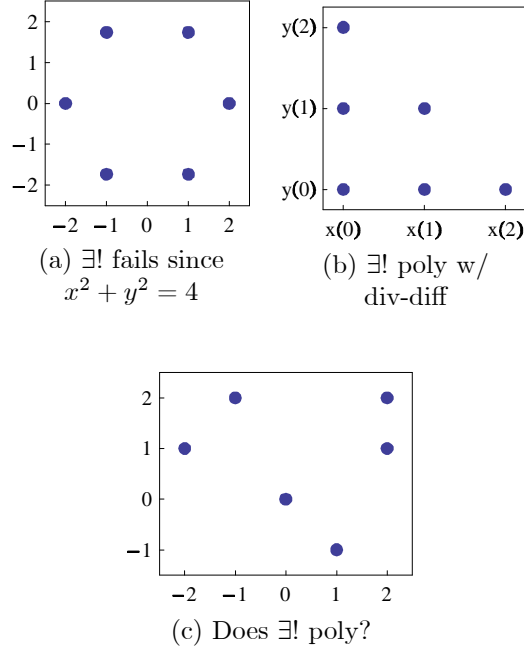 2
1
0
−1
−2
−2 −1 0 1 2
(a) ∃! fails since
x² + y² = 4
y(2)
y(1)
y(0)
x(0) x(1) x(2)
(b) ∃! poly w/
div-diff
2
1
0
−1
−2 −1 0 1 2
(c) Does ∃! poly?